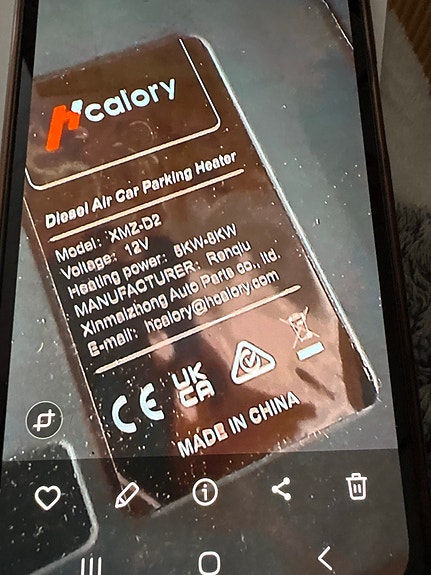 Hcalory
Diesel Air Car Parking Heater
Model: XMZ-D2
Voltage: 12V
Heating power: 5KW-8KW
MANUFACTURER: Renqiu
Xinmaizhong Auto Parts co., ltd.
E-mail: hcalory@hcalory.com
CE UK CA
MADE IN CHINA